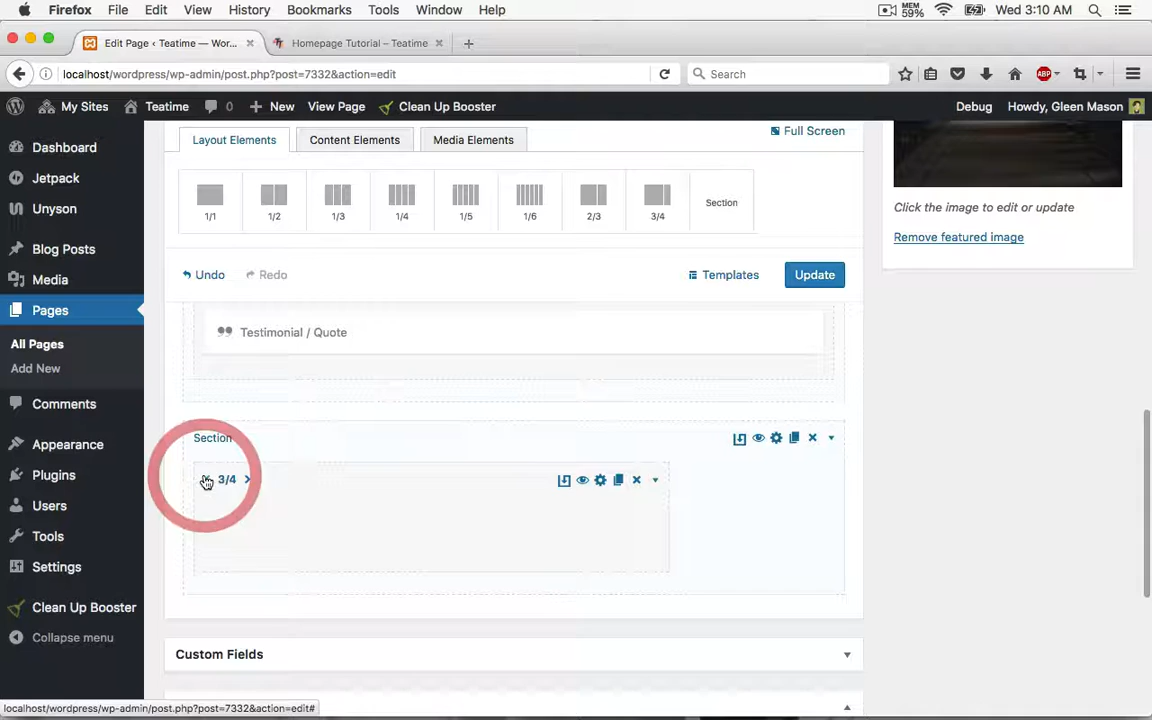 Firefox File Edit View History Bookmarks Tools Window Help MEM 59% Wed 3:10 AM
Edit Page ‹ Teatime — Wor... Homepage Tutorial – Teatime
localhost/wordpress/wp-admin/post.php?post=7332&action=edit Search ABP
My Sites Teatime 0 New View Page Clean Up Booster Debug Howdy, Gleen Mason
Layout Elements Content Elements Media Elements Full Screen
1/1 1/2 1/3 1/4 1/5 1/6 2/3 3/4 Section
Undo Redo Templates Update
Testimonial / Quote
Section
3/4
Custom Fields
Click the image to edit or update
Remove featured image
Dashboard
Jetpack
Unyson
Blog Posts
Media
Pages
All Pages
Add New
Comments
Appearance
Plugins
Users
Tools
Settings
Clean Up Booster
Collapse menu
localhost/wordpress/wp-admin/post.php?post=7332&action=edit#